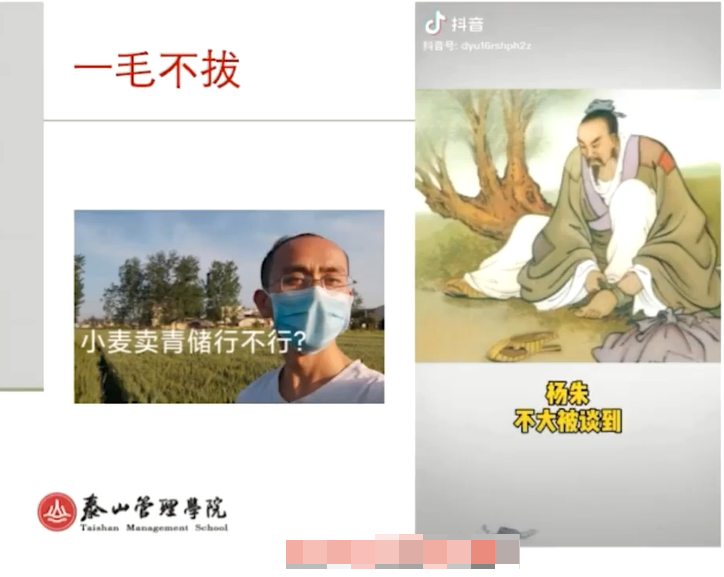 一毛不拔
小麦卖青储行不行?
泰山管理學院
Taishan Management School
抖音
抖音号: dyu16rshph2z
杨朱
不大被谈到